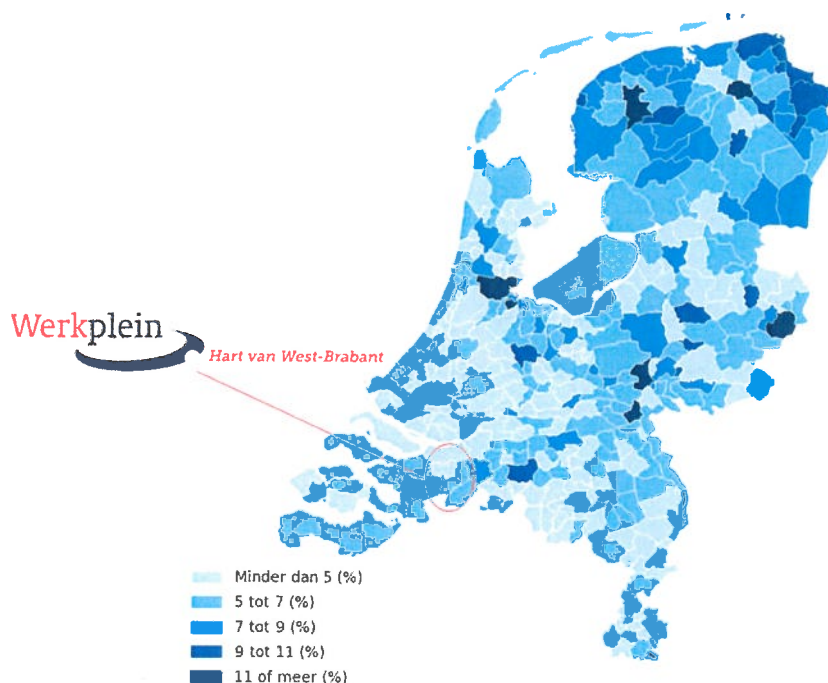 Werkplein
Hart van West-Brabant
Minder dan 5 (%)
5 tot 7 (%)
7 tot 9 (%)
9 tot 11 (%)
11 of meer (%)